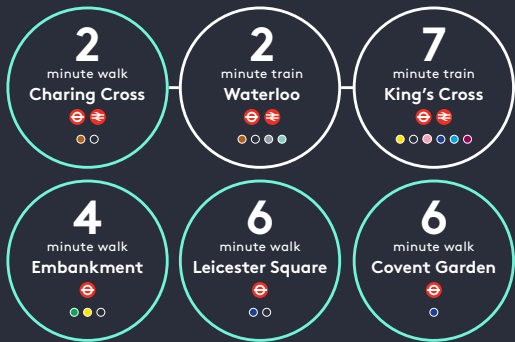 2
minute walk
Charing Cross
2
minute train
Waterloo
7
minute train
King's Cross
4
minute walk
Embankment
6
minute walk
Leicester Square
6
minute walk
Covent Garden